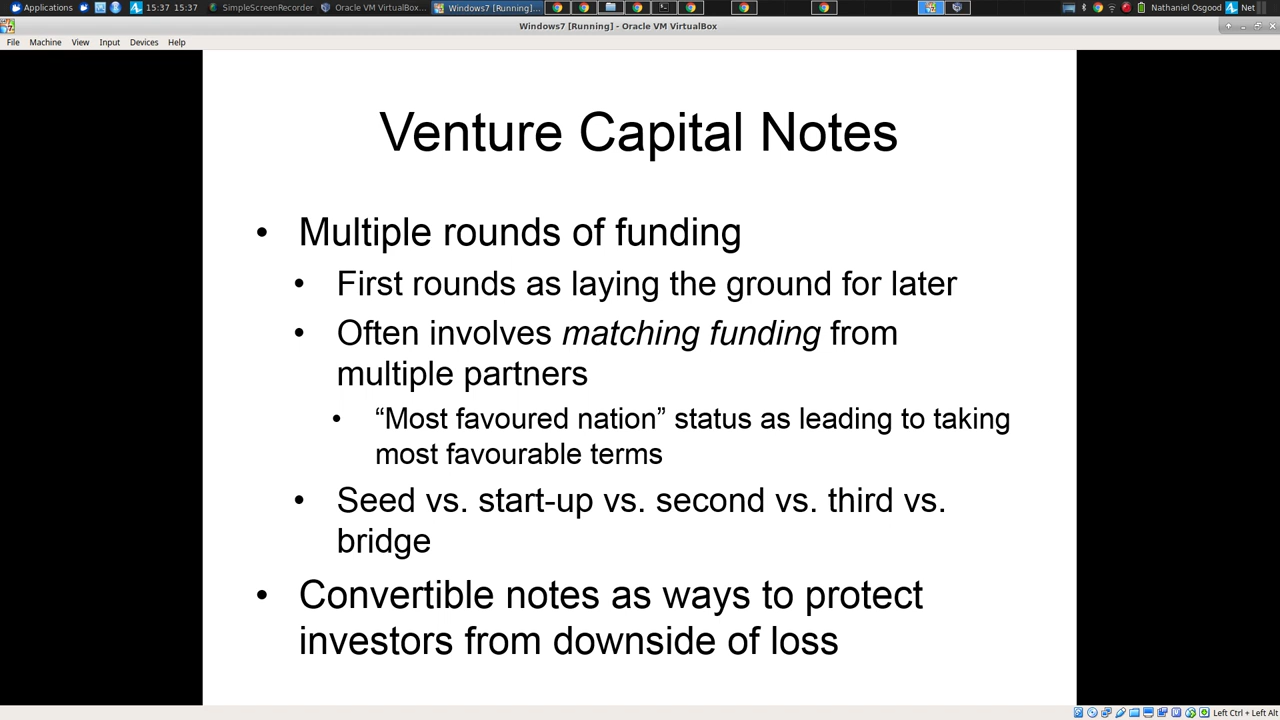 Applications
15:37 15:37
SimpleScreenRecorder
Oracle VM VirtualBox...
Windows7 [Running]...
Nathaniel Osgood
Net
Windows7 [Running] - Oracle VM VirtualBox
File Machine View Input Devices Help
Venture Capital Notes
• Multiple rounds of funding
• First rounds as laying the ground for later
• Often involves matching funding from
multiple partners
• “Most favoured nation” status as leading to taking
most favourable terms
• Seed vs. start-up vs. second vs. third vs.
bridge
• Convertible notes as ways to protect
investors from downside of loss
Left Ctrl + Left Alt